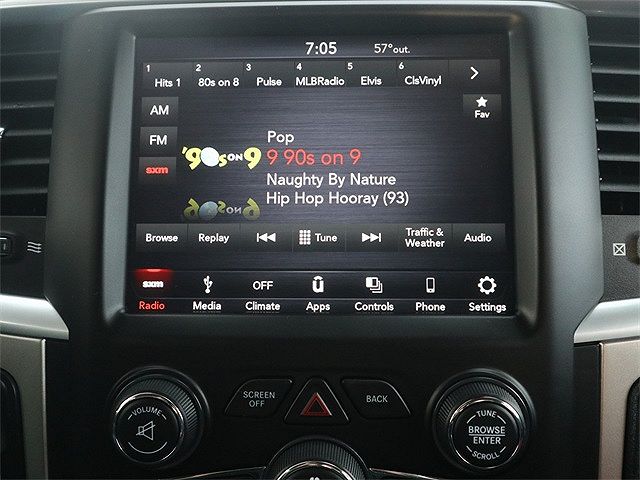 7:05 57°out.
1 Hits 1 2 80s on 8 3 Pulse 4 MLBRadio 5 Elvis 6 ClsVinyl
AM
Fav
FM
sxm
'90s ON 9
Pop
9 90s on 9
Naughty By Nature
Hip Hop Hooray (93)
Browse Replay Tune Traffic & Weather Audio
sxm OFF
Radio Media Climate Apps Controls Phone Settings
VOLUME
SCREEN OFF
BACK
TUNE
BROWSE
ENTER
SCROLL